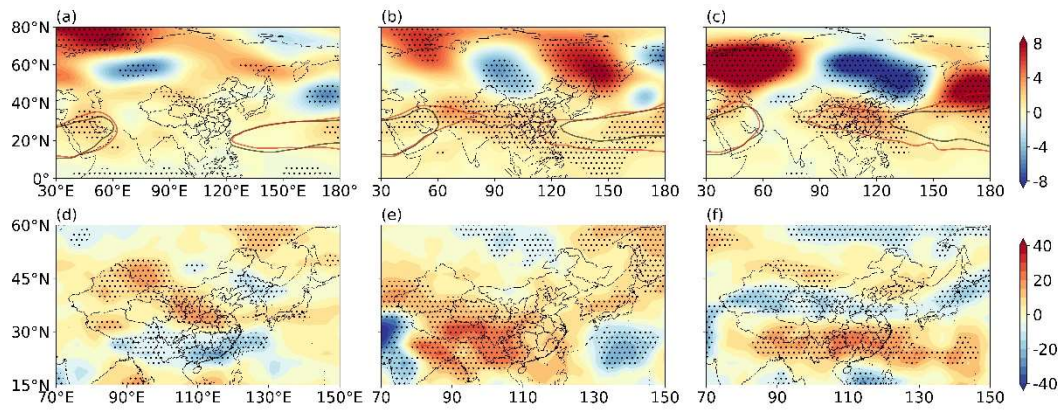 (a) (b) (c)
80°N
60°N
40°N
20°N
0°
30 60°E 90°E 120°E 150°E 180° 30 60 90 120 150 180 30 60 90 120 150 180
8
4
0
-4
-8
(d) (e) (f)
60°N
45°N
30°N
15°N
70°E 90°E 110°E 130°E 150°E 70 90 110 130 150 70 90 110 130 150
40
20
0
-20
-40